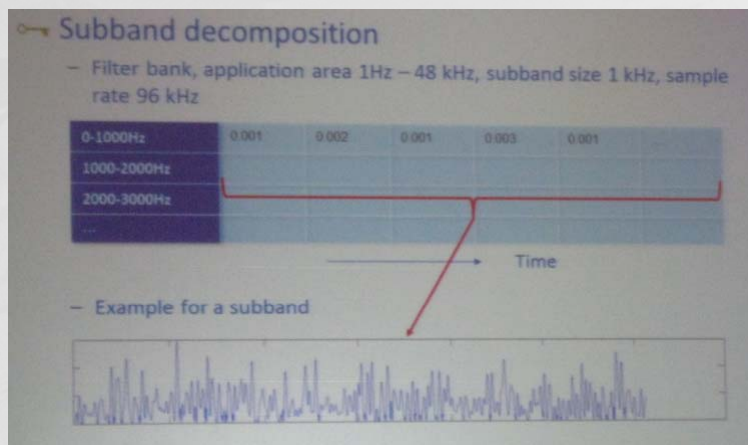 Subband decomposition
– Filter bank, application area 1Hz – 48 kHz, subband size 1 kHz, sample
rate 96 kHz
0-1000Hz 0.001 0.002 0.001 0.003 0.001
1000-2000Hz
2000-3000Hz
...
Time
– Example for a subband